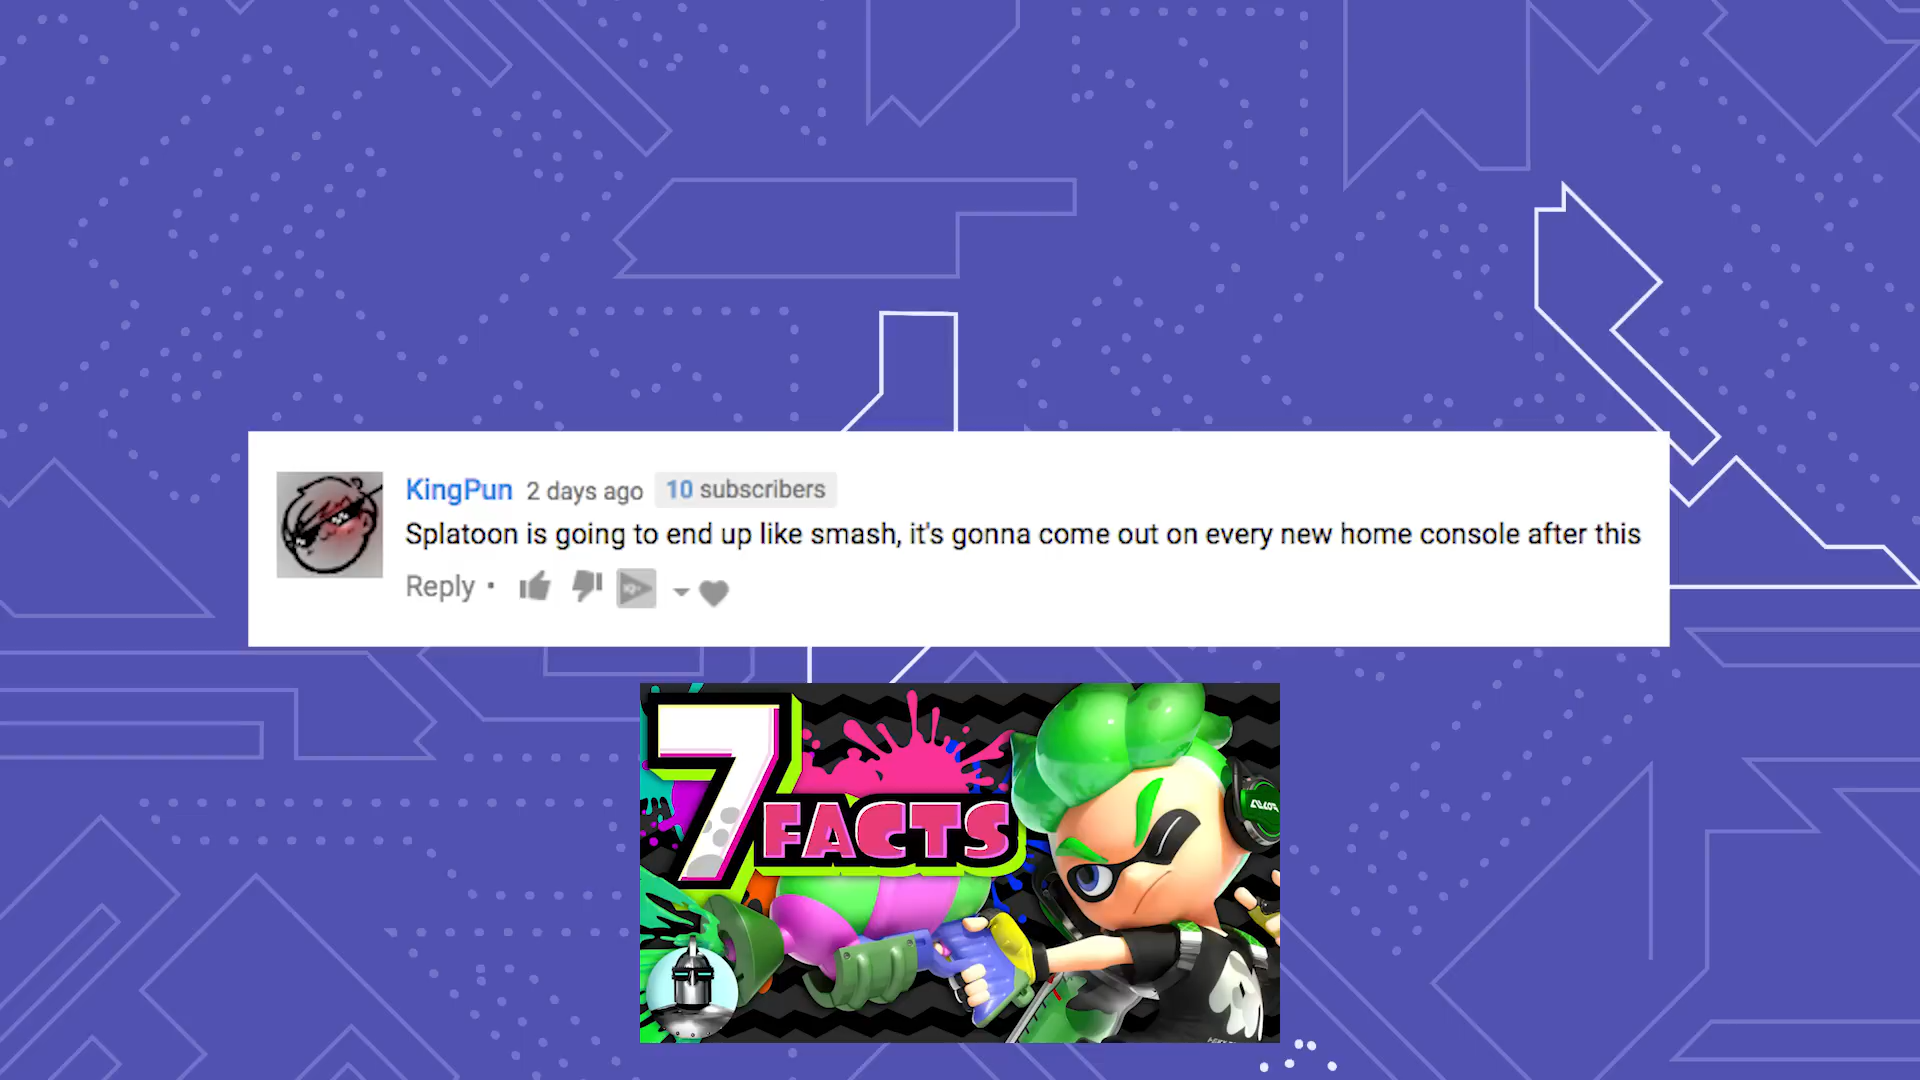 KingPun 2 days ago 10 subscribers
Splatoon is going to end up like smash, it's gonna come out on every new home console after this
Reply •
7
FACTS